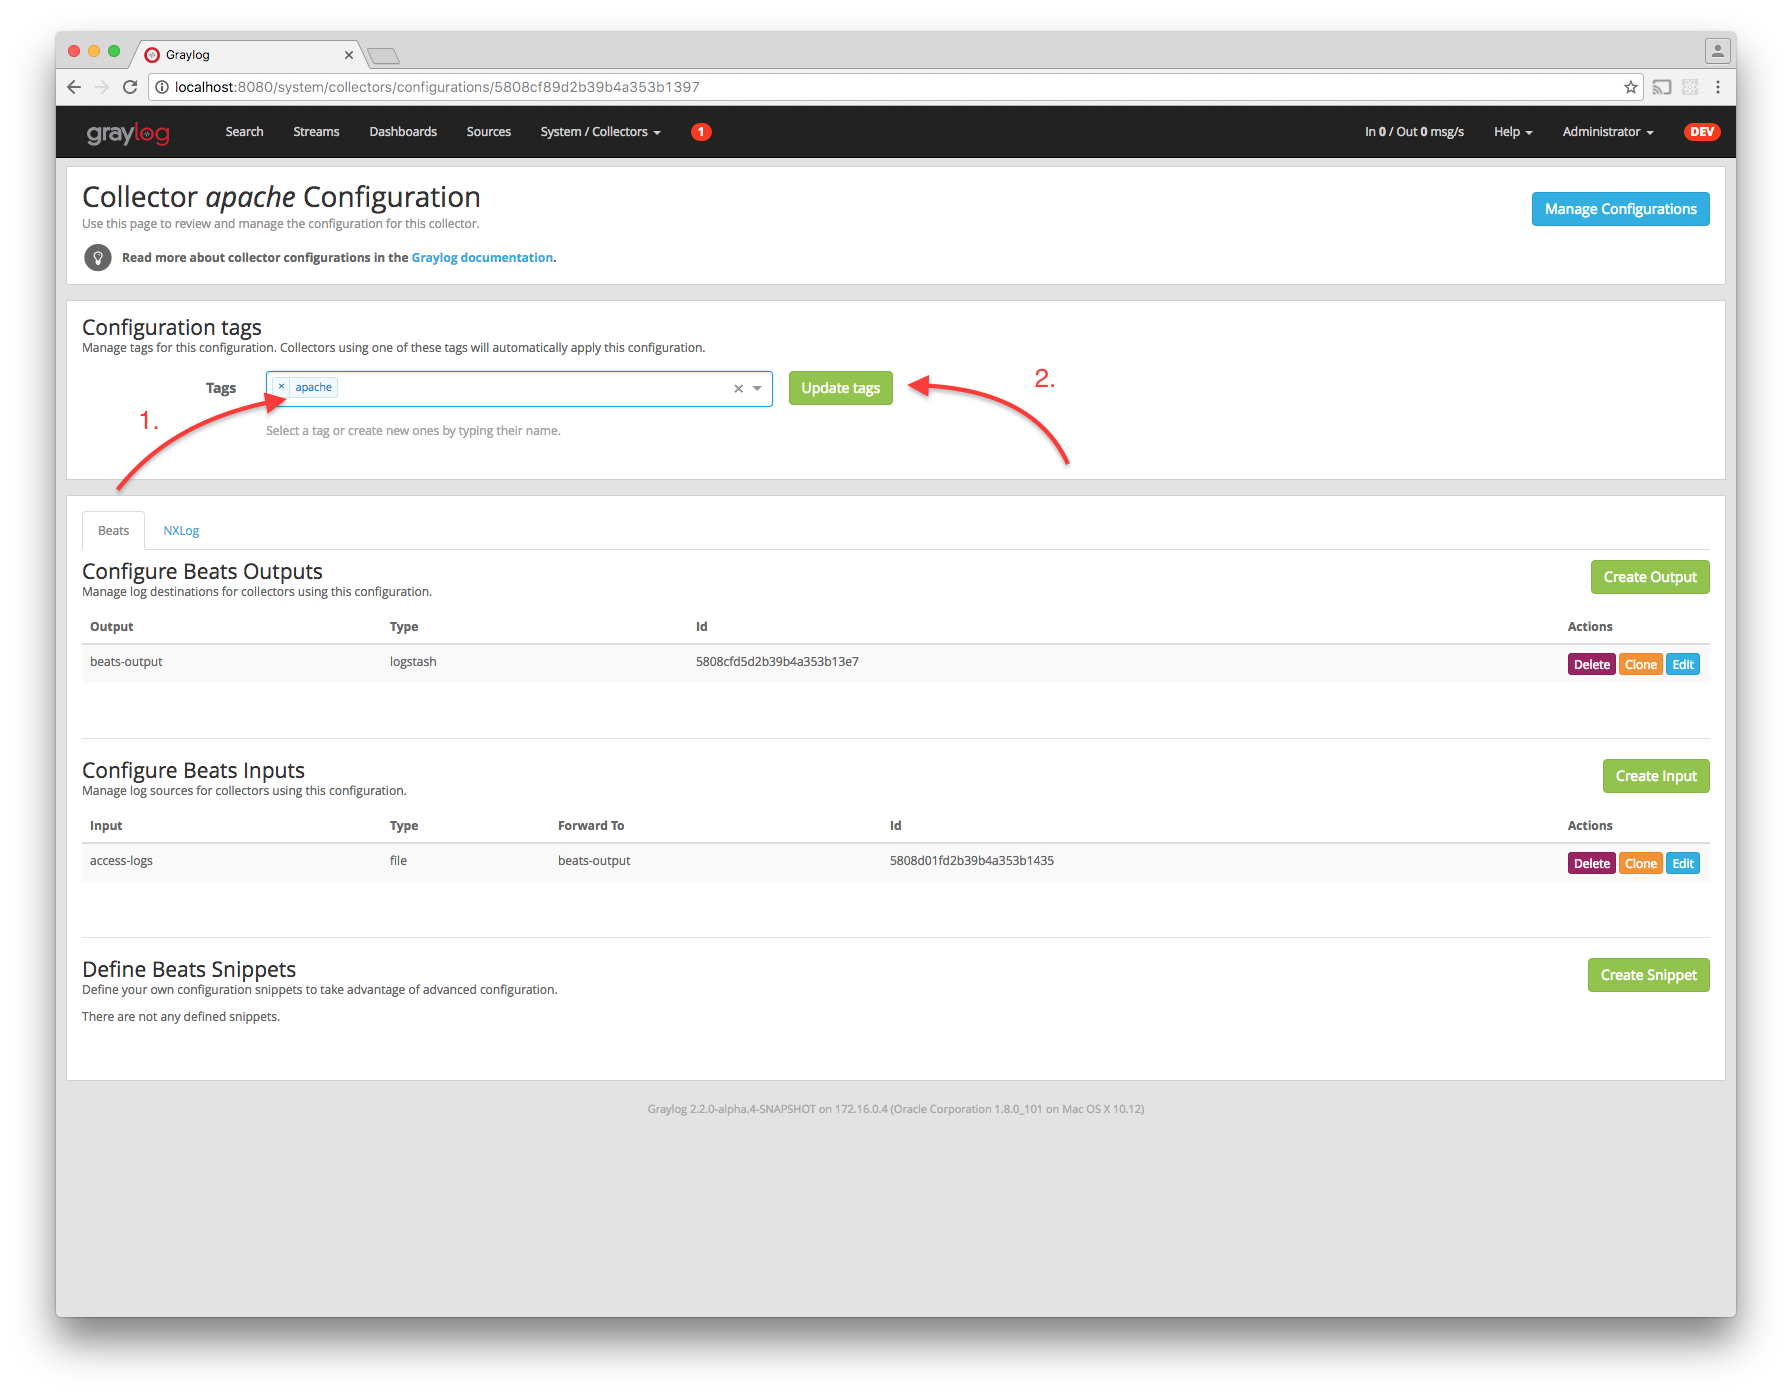 Graylog
localhost:8080/system/collectors/configurations/5808cf89d2b39b4a353b1397
graylog Search Streams Dashboards Sources System / Collectors 1 In 0 / Out 0 msg/s Help Administrator DEV
Collector apache Configuration
Manage Configurations
Use this page to review and manage the configuration for this collector.
Read more about collector configurations in the Graylog documentation.
Configuration tags
Manage tags for this configuration. Collectors using one of these tags will automatically apply this configuration.
Tags × apache Update tags
2.
1.
Select a tag or create new ones by typing their name.
Beats NXLog
Configure Beats Outputs
Create Output
Manage log destinations for collectors using this configuration.
Output Type Id Actions
beats-output logstash 5808cfd5d2b39b4a353b13e7 Delete Clone Edit
Configure Beats Inputs
Create Input
Manage log sources for collectors using this configuration.
Input Type Forward To Id Actions
access-logs file beats-output 5808d01fd2b39b4a353b1435 Delete Clone Edit
Define Beats Snippets
Create Snippet
Define your own configuration snippets to take advantage of advanced configuration.
There are not any defined snippets.
Graylog 2.2.0-alpha.4-SNAPSHOT on 172.16.0.4 (Oracle Corporation 1.8.0_101 on Mac OS X 10.12)